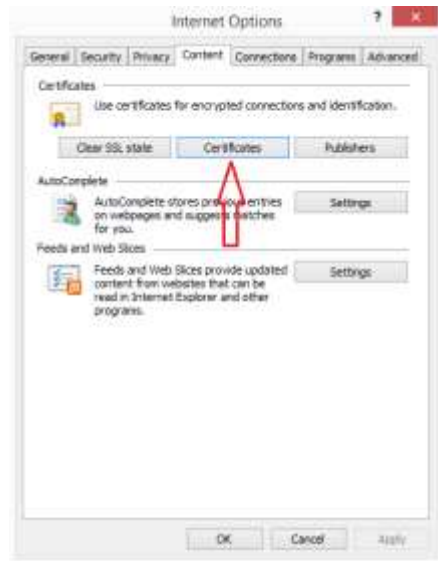 Internet Options
?
General Security Privacy Content Connections Programs Advanced
Certificates
Use certificates for encrypted connections and identification.
Clear SSL state Certificates Publishers
AutoComplete
AutoComplete stores previous entries Settings
on webpages and suggests matches
for you.
Feeds and Web Slices
Feeds and Web Slices provide updated Settings
content from websites that can be
read in Internet Explorer and other
programs.
OK Cancel Apply